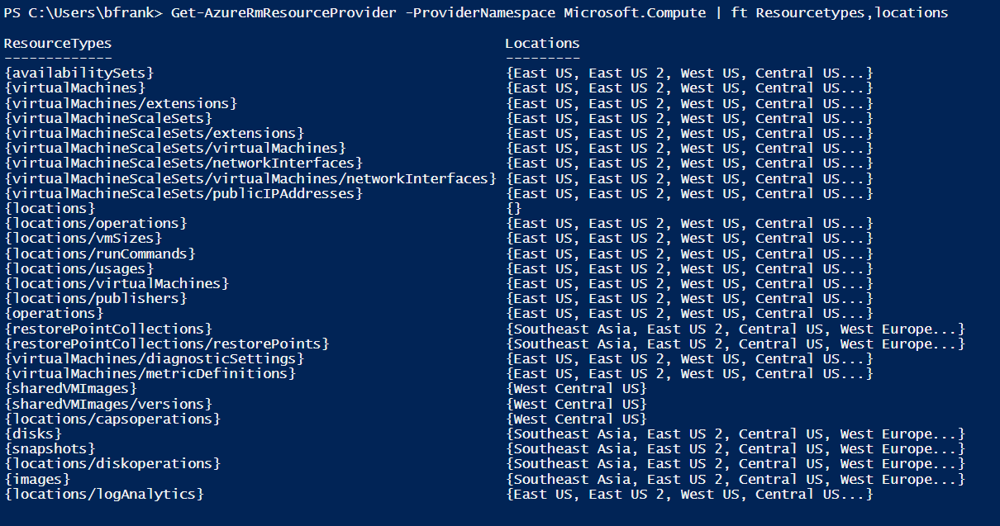 PS C:\Users\bfrank> Get-AzureRmResourceProvider -ProviderNamespace Microsoft.Compute | ft Resourcetypes,locations
ResourceTypes Locations
------------- ---------
{availabilitySets} {East US, East US 2, West US, Central US...}
{virtualMachines} {East US, East US 2, West US, Central US...}
{virtualMachines/extensions} {East US, East US 2, West US, Central US...}
{virtualMachineScaleSets} {East US, East US 2, West US, Central US...}
{virtualMachineScaleSets/extensions} {East US, East US 2, West US, Central US...}
{virtualMachineScaleSets/virtualMachines} {East US, East US 2, West US, Central US...}
{virtualMachineScaleSets/networkInterfaces} {East US, East US 2, West US, Central US...}
{virtualMachineScaleSets/virtualMachines/networkInterfaces} {East US, East US 2, West US, Central US...}
{virtualMachineScaleSets/publicIPAddresses} {East US, East US 2, West US, Central US...}
{locations} {}
{locations/operations} {East US, East US 2, West US, Central US...}
{locations/vmSizes} {East US, East US 2, West US, Central US...}
{locations/runCommands} {East US, East US 2, West US, Central US...}
{locations/usages} {East US, East US 2, West US, Central US...}
{locations/virtualMachines} {East US, East US 2, West US, Central US...}
{locations/publishers} {East US, East US 2, West US, Central US...}
{operations} {East US, East US 2, West US, Central US...}
{restorePointCollections} {Southeast Asia, East US 2, Central US, West Europe...}
{restorePointCollections/restorePoints} {Southeast Asia, East US 2, Central US, West Europe...}
{virtualMachines/diagnosticSettings} {East US, East US 2, West US, Central US...}
{virtualMachines/metricDefinitions} {East US, East US 2, West US, Central US...}
{sharedVMImages} {West Central US}
{sharedVMImages/versions} {West Central US}
{locations/capsoperations} {West Central US}
{disks} {Southeast Asia, East US 2, Central US, West Europe...}
{snapshots} {Southeast Asia, East US 2, Central US, West Europe...}
{locations/diskoperations} {Southeast Asia, East US 2, Central US, West Europe...}
{images} {Southeast Asia, East US 2, Central US, West Europe...}
{locations/logAnalytics} {East US, East US 2, West US, Central US...}